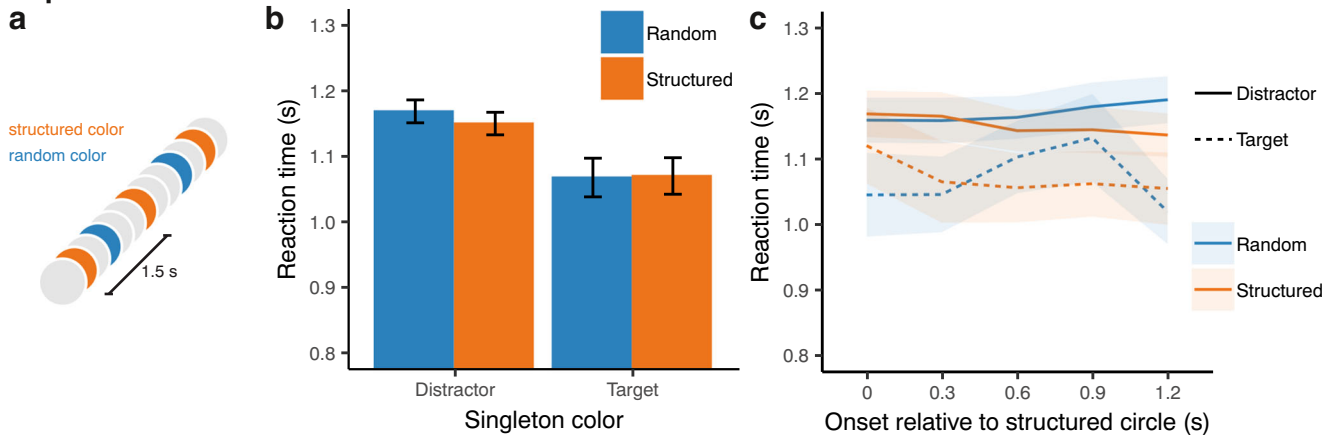 a
structured color
random color
1.5 s
b
1.3
1.2
1.1
1.0
0.9
0.8
Reaction time (s)
Random
Structured
Distractor
Target
Singleton color
c
1.3
1.2
1.1
1.0
0.9
0.8
Reaction time (s)
0
0.3
0.6
0.9
1.2
Onset relative to structured circle (s)
Distractor
Target
Random
Structured